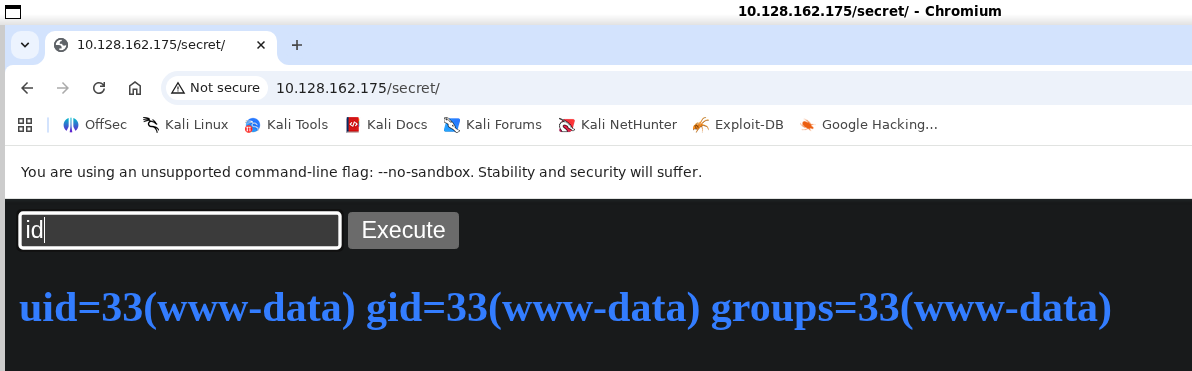 10.128.162.175/secret/ - Chromium
10.128.162.175/secret/
Not secure 10.128.162.175/secret/
OffSec Kali Linux Kali Tools Kali Docs Kali Forums Kali NetHunter Exploit-DB Google Hacking...
You are using an unsupported command-line flag: --no-sandbox. Stability and security will suffer.
id Execute
uid=33(www-data) gid=33(www-data) groups=33(www-data)